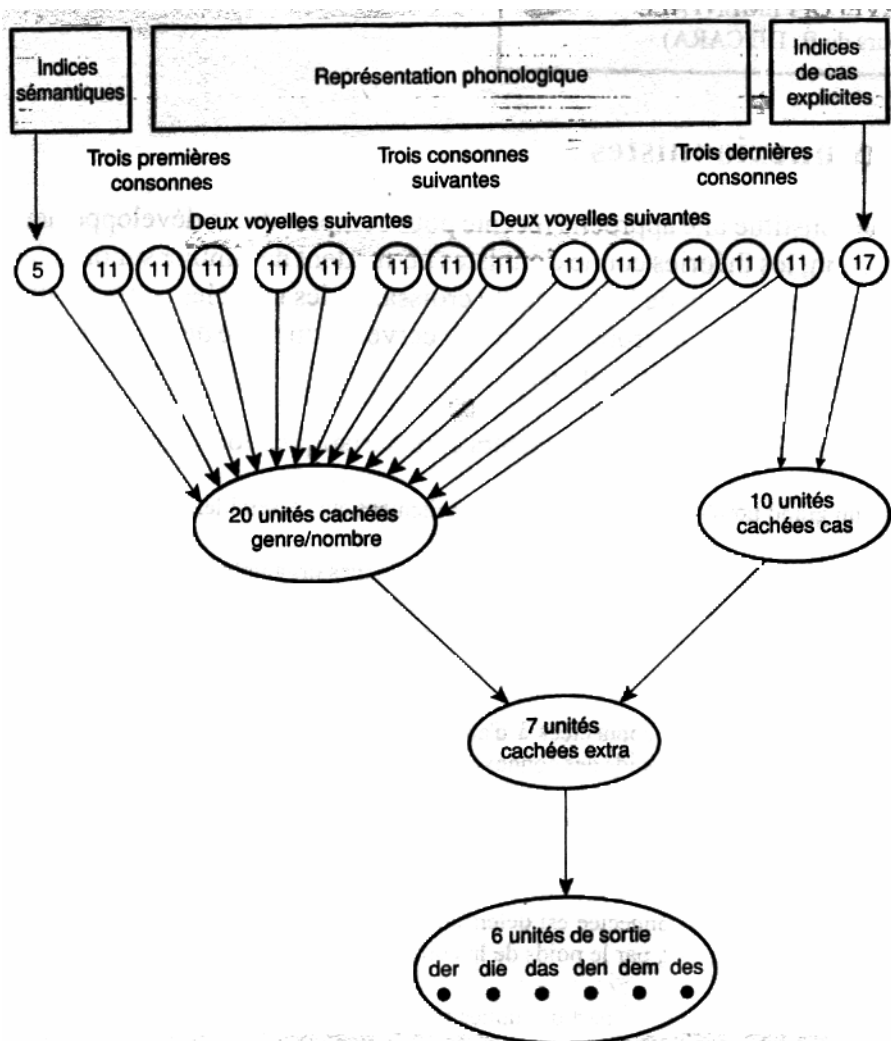 Indices
sémantiques
Représentation phonologique
Indices
de cas
explicites
Trois premières
consonnes
Trois consonnes
suivantes
Trois dernières
consonnes
Deux voyelles suivantes
Deux voyelles suivantes
5 11 11 11 11 11 11 11 11 11 11 11 11 11 17
20 unités cachées
genre/nombre
10 unités
cachées cas
7 unités
cachées extra
6 unités de sortie
der die das den dem des